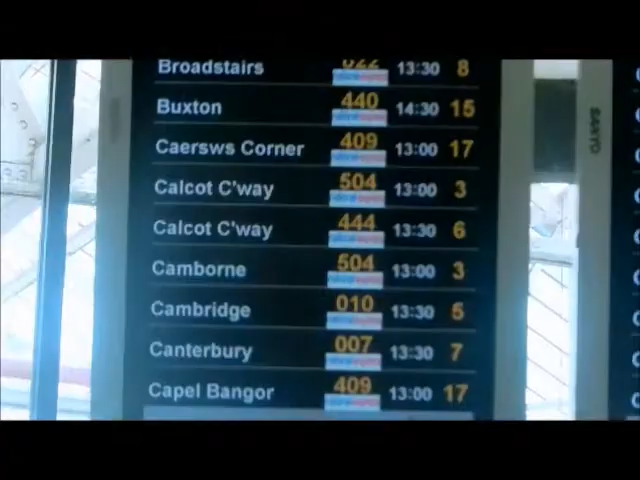 Broadstairs 022 13:30 8
Buxton 440 14:30 15
Caersws Corner 409 13:00 17
Calcot C'way 504 13:00 3
Calcot C'way 444 13:30 6
Camborne 504 13:00 3
Cambridge 010 13:30 5
Canterbury 007 13:30 7
Capel Bangor 409 13:00 17
SANYO